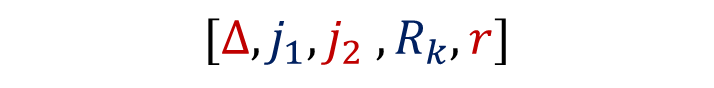 [Δ, j₁, j₂ , Rₖ, r]